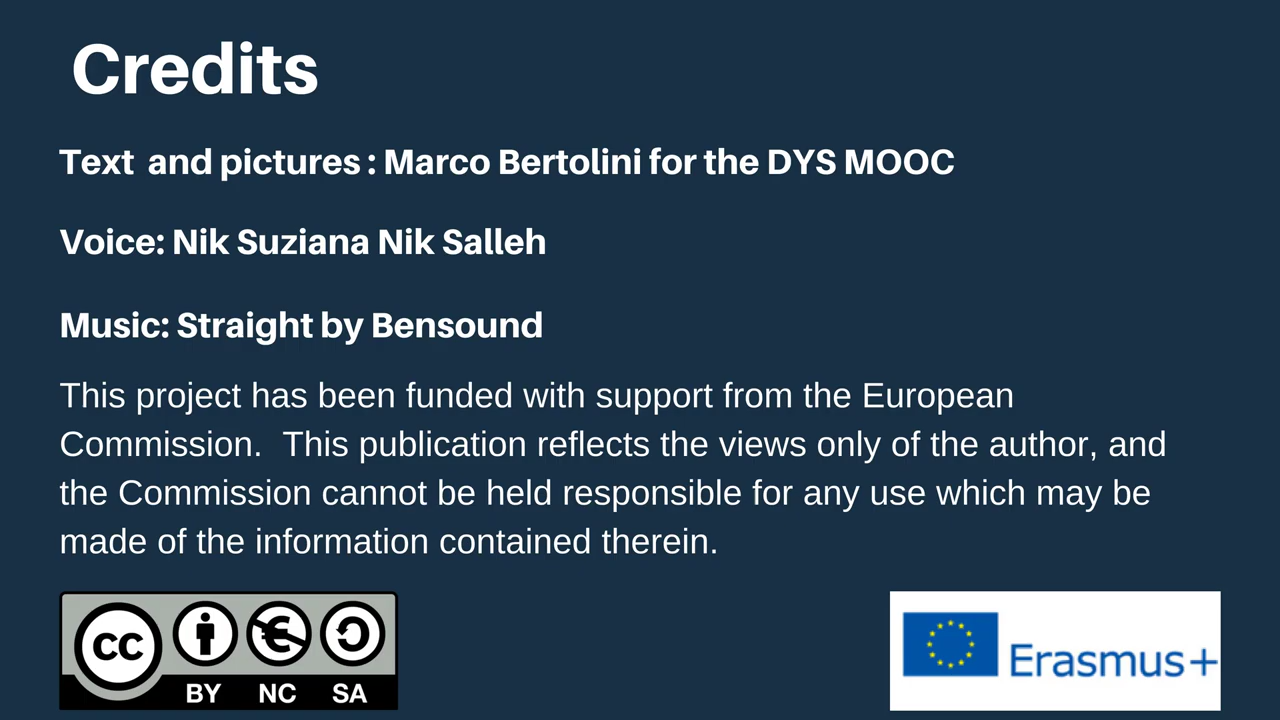 Credits
Text  and pictures : Marco Bertolini for the DYS MOOC
Voice: Nik Suziana Nik Salleh
Music: Straight by Bensound
This project has been funded with support from the European
Commission.  This publication reflects the views only of the author, and
the Commission cannot be held responsible for any use which may be
made of the information contained therein.
cc
BY NC SA
Erasmus+